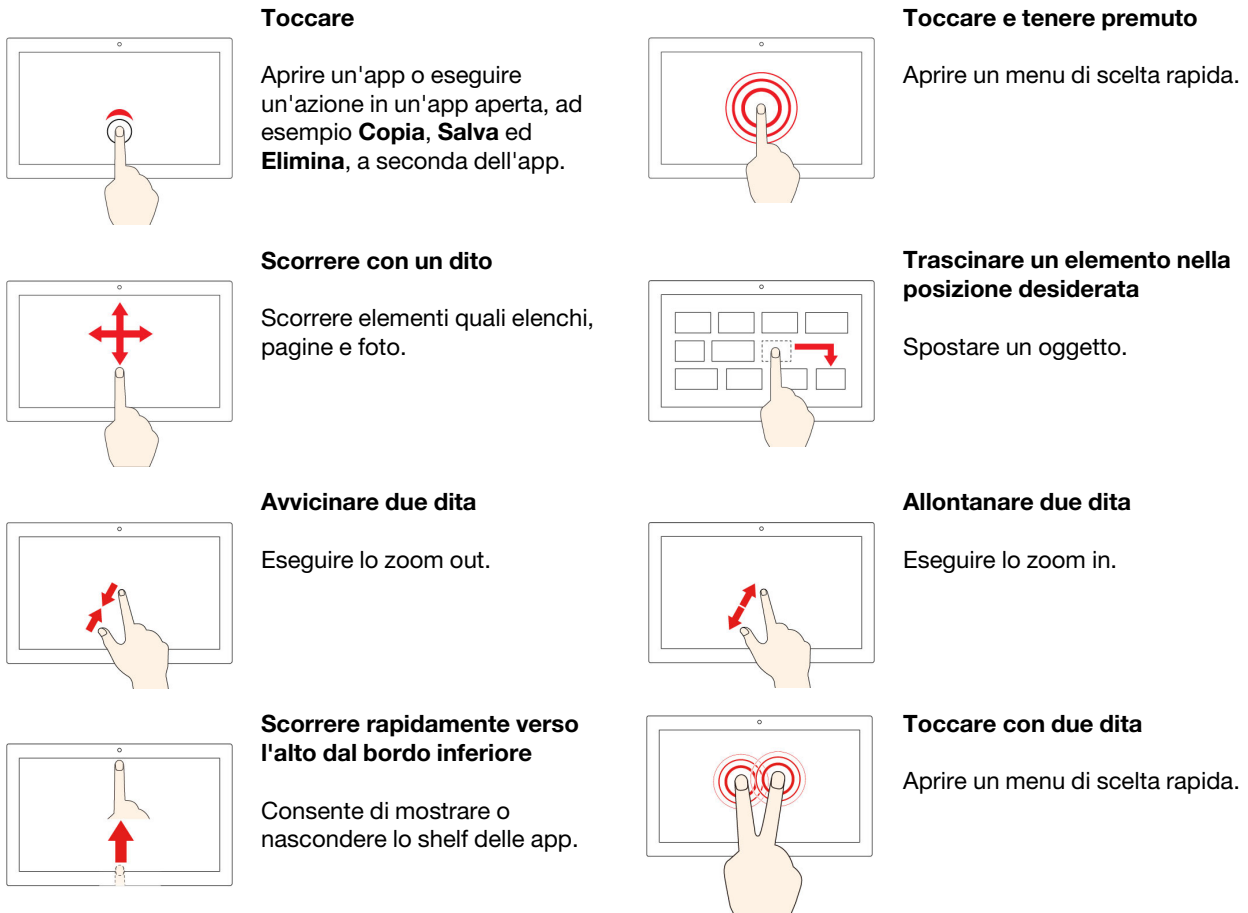 Toccare
Aprire un'app o eseguire
un'azione in un'app aperta, ad
esempio Copia, Salva ed
Elimina, a seconda dell'app.
Toccare e tenere premuto
Aprire un menu di scelta rapida.
Scorrere con un dito
Scorrere elementi quali elenchi,
pagine e foto.
Trascinare un elemento nella
posizione desiderata
Spostare un oggetto.
Avvicinare due dita
Eseguire lo zoom out.
Allontanare due dita
Eseguire lo zoom in.
Scorrere rapidamente verso
l'alto dal bordo inferiore
Consente di mostrare o
nascondere lo shelf delle app.
Toccare con due dita
Aprire un menu di scelta rapida.